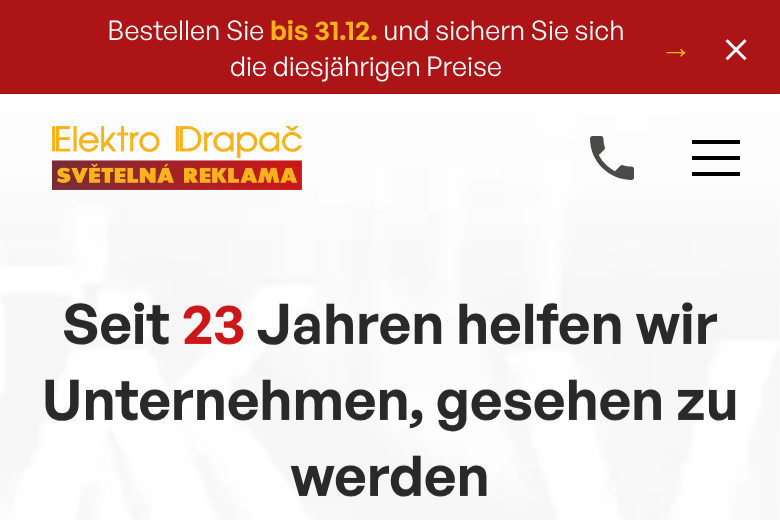 Bestellen Sie bis 31.12. und sichern Sie sich
die diesjährigen Preise
→
Elektro Drapač
SVĚTELNÁ REKLAMA
Seit 23 Jahren helfen wir
Unternehmen, gesehen zu
werden